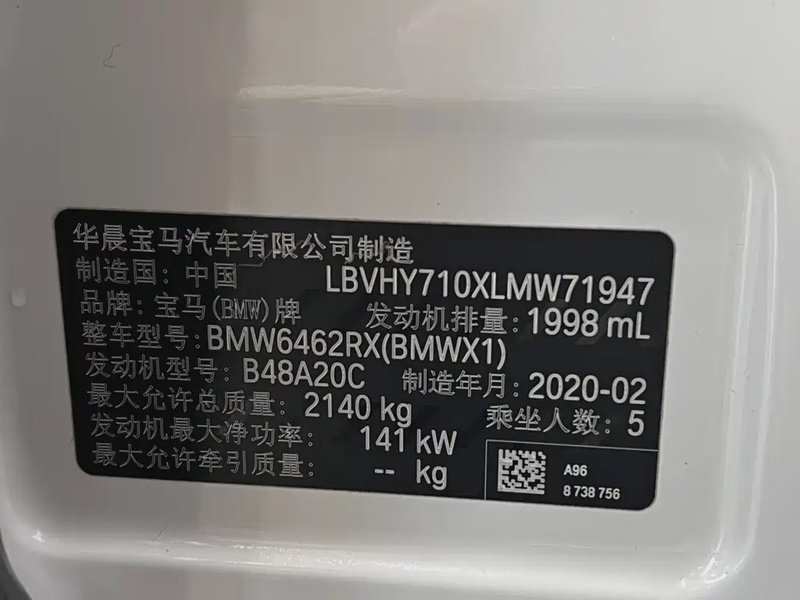 华晨宝马汽车有限公司制造
制造国: 中国 LBVHY710XLMW71947
品牌: 宝马(BMW)牌 发动机排量: 1998 mL
整车型号: BMW6462RX(BMWX1)
发动机型号: B48A20C 制造年月: 2020-02
最大允许总质量: 2140 kg 乘坐人数: 5
发动机最大净功率: 141 kW
最大允许牵引质量: -- kg
A96
8 738 756